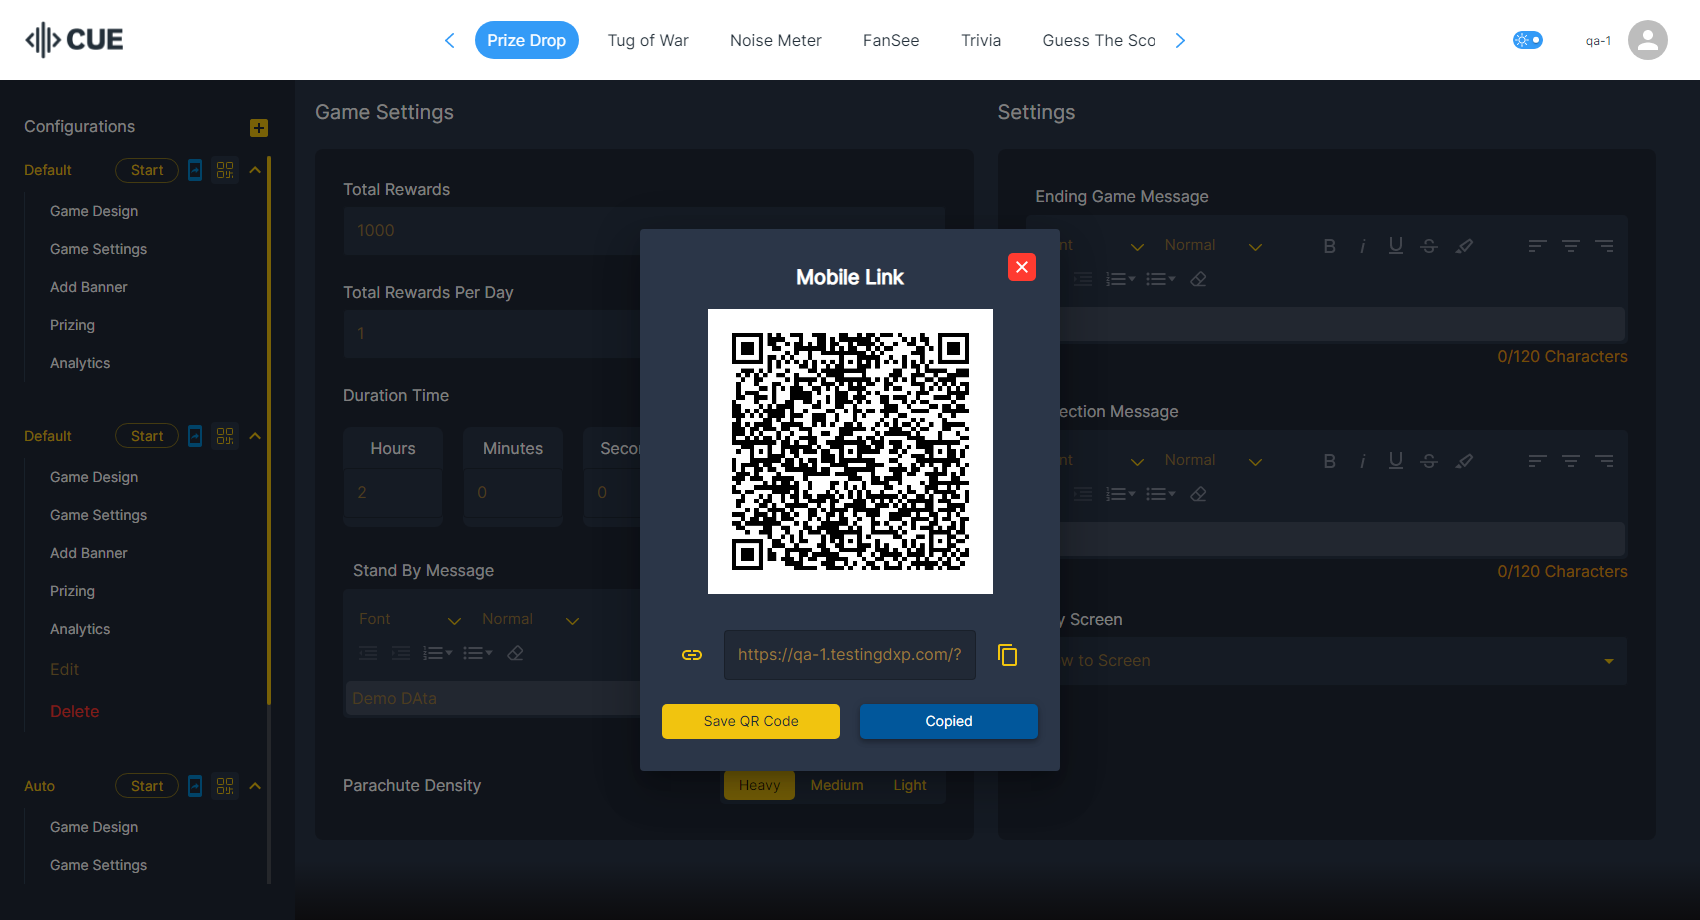 CUE
Prize Drop
Tug of War
Noise Meter
FanSee
Trivia
Guess The Sco
qa-1
Configurations
Default
Start
Game Design
Game Settings
Add Banner
Prizing
Analytics
Default
Start
Game Design
Game Settings
Add Banner
Prizing
Analytics
Edit
Delete
Auto
Start
Game Design
Game Settings
Game Settings
Total Rewards
1000
Total Rewards Per Day
1
Duration Time
Hours
Minutes
Secon
2
0
0
Stand By Message
Font
Normal
Demo DAta
Parachute Density
Heavy
Medium
Light
Mobile Link
https://qa-1.testingdxp.com/?
Save QR Code
Copied
Settings
Ending Game Message
nt
Normal
0/120 Characters
ection Message
nt
Normal
0/120 Characters
y Screen
w to Screen